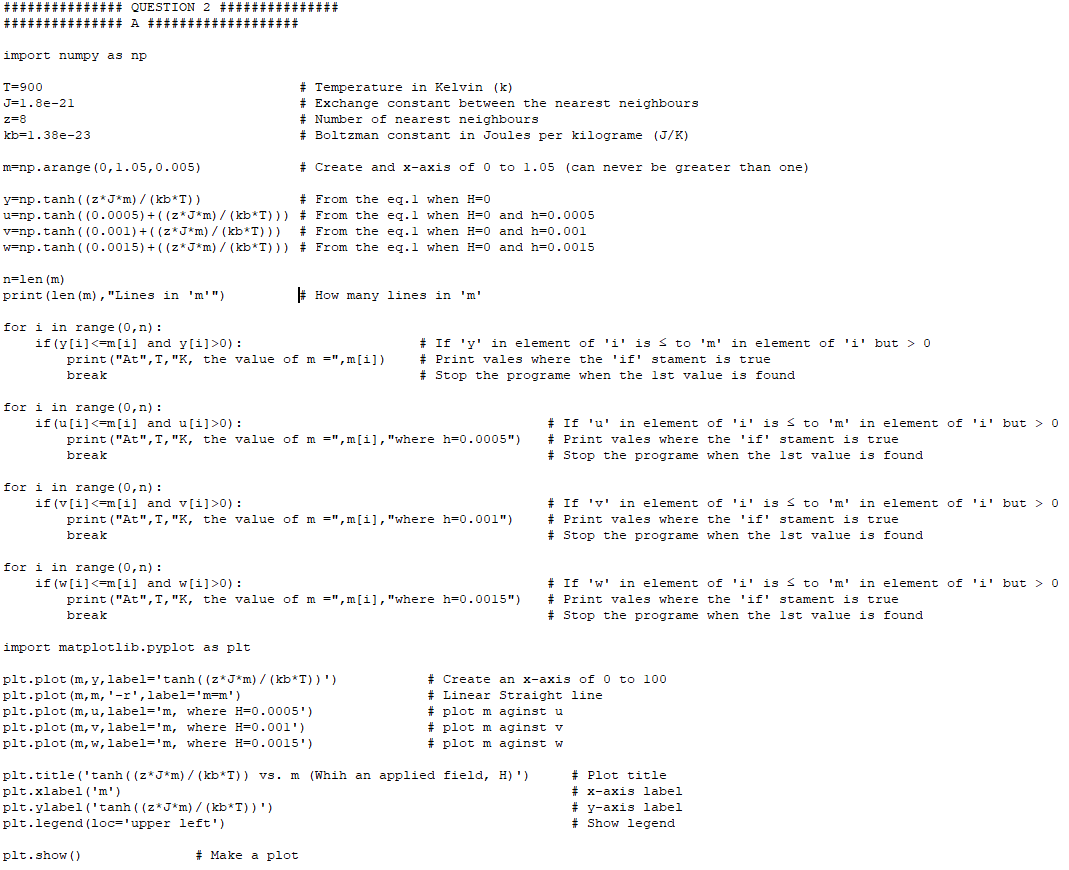 ############### QUESTION 2 ###############
############### A ###################
import numpy as np
T=900 # Temperature in Kelvin (k)
J=1.8e-21 # Exchange constant between the nearest neighbours
z=8 # Number of nearest neighbours
kb=1.38e-23 # Boltzman constant in Joules per kilograme (J/K)
m=np.arange(0,1.05,0.005) # Create and x-axis of 0 to 1.05 (can never be greater than one)
y=np.tanh((z*J*m)/(kb*T)) # From the eq.1 when H=0
u=np.tanh((0.0005)+((z*J*m)/(kb*T))) # From the eq.1 when H=0 and h=0.0005
v=np.tanh((0.001)+((z*J*m)/(kb*T))) # From the eq.1 when H=0 and h=0.001
w=np.tanh((0.0015)+((z*J*m)/(kb*T))) # From the eq.1 when H=0 and h=0.0015
n=len(m)
print(len(m),"Lines in 'm'") # How many lines in 'm'
for i in range(0,n):
    if(y[i]<=m[i] and y[i]>0): # If 'y' in element of 'i' is ≤ to 'm' in element of 'i' but > 0
        print("At",T,"K, the value of m =",m[i]) # Print vales where the 'if' stament is true
        break # Stop the programe when the 1st value is found
for i in range(0,n):
    if(u[i]<=m[i] and u[i]>0): # If 'u' in element of 'i' is ≤ to 'm' in element of 'i' but > 0
        print("At",T,"K, the value of m =",m[i],"where h=0.0005") # Print vales where the 'if' stament is true
        break # Stop the programe when the 1st value is found
for i in range(0,n):
    if(v[i]<=m[i] and v[i]>0): # If 'v' in element of 'i' is ≤ to 'm' in element of 'i' but > 0
        print("At",T,"K, the value of m =",m[i],"where h=0.001") # Print vales where the 'if' stament is true
        break # Stop the programe when the 1st value is found
for i in range(0,n):
    if(w[i]<=m[i] and w[i]>0): # If 'w' in element of 'i' is ≤ to 'm' in element of 'i' but > 0
        print("At",T,"K, the value of m =",m[i],"where h=0.0015") # Print vales where the 'if' stament is true
        break # Stop the programe when the 1st value is found
import matplotlib.pyplot as plt
plt.plot(m,y,label='tanh((z*J*m)/(kb*T))') # Create an x-axis of 0 to 100
plt.plot(m,m,'-r',label='m=m') # Linear Straight line
plt.plot(m,u,label='m, where H=0.0005') # plot m aginst u
plt.plot(m,v,label='m, where H=0.001') # plot m aginst v
plt.plot(m,w,label='m, where H=0.0015') # plot m aginst w
plt.title('tanh((z*J*m)/(kb*T)) vs. m (Whih an applied field, H)') # Plot title
plt.xlabel('m') # x-axis label
plt.ylabel('tanh((z*J*m)/(kb*T))') # y-axis label
plt.legend(loc='upper left') # Show legend
plt.show() # Make a plot